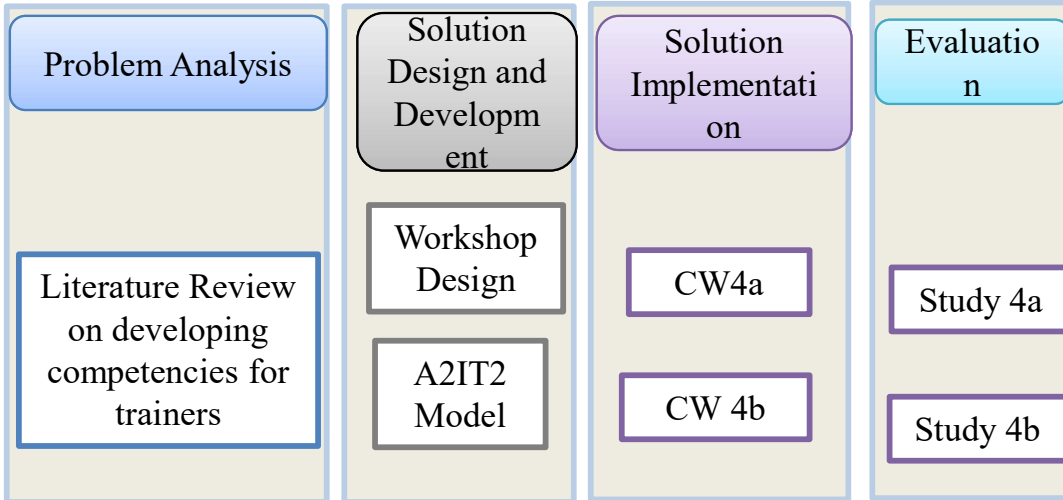 Problem Analysis
Literature Review
on developing
competencies for
trainers
Solution
Design and
Developm
ent
Workshop
Design
A2IT2
Model
Solution
Implementati
on
CW4a
CW 4b
Evaluatio
n
Study 4a
Study 4b